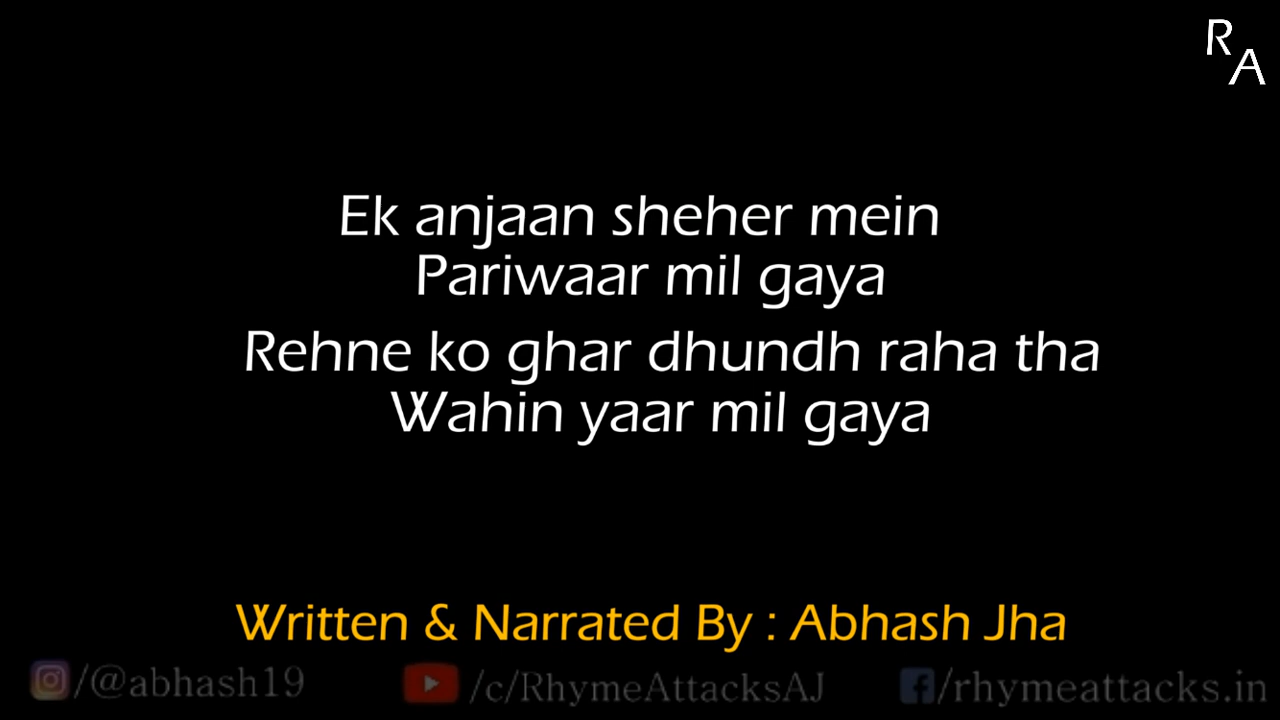 R
A
Ek anjaan sheher mein
Pariwaar mil gaya
Rehne ko ghar dhundh raha tha
Wahin yaar mil gaya
Written & Narrated By : Abhash Jha
/@abhash19 /c/RhymeAttacksAJ /rhymeattacks.in